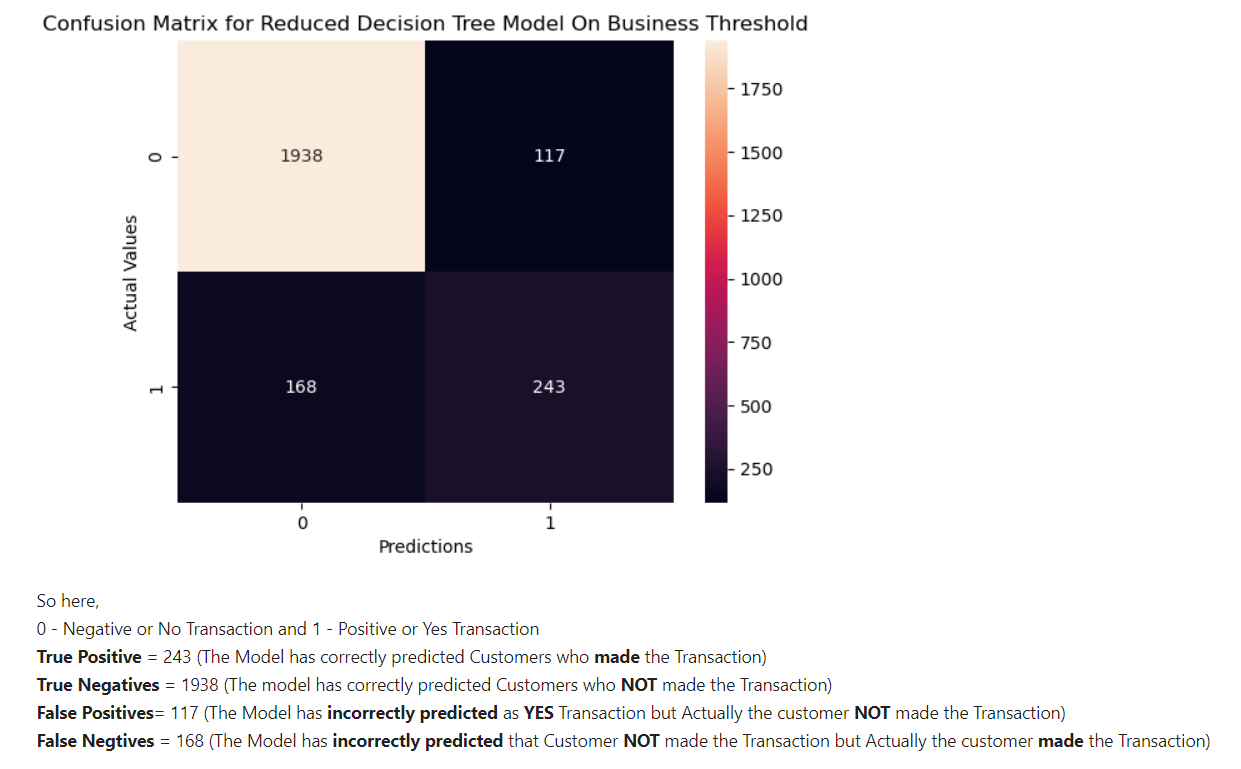 Confusion Matrix for Reduced Decision Tree Model On Business Threshold
1938 117
168 243
0
1
Actual Values
0 1
Predictions
1750
1500
1250
1000
750
500
250
So here,
0 - Negative or No Transaction and 1 - Positive or Yes Transaction
True Positive = 243 (The Model has correctly predicted Customers who made the Transaction)
True Negatives = 1938 (The model has correctly predicted Customers who NOT made the Transaction)
False Positives= 117 (The Model has incorrectly predicted as YES Transaction but Actually the customer NOT made the Transaction)
False Negtives = 168 (The Model has incorrectly predicted that Customer NOT made the Transaction but Actually the customer made the Transaction)